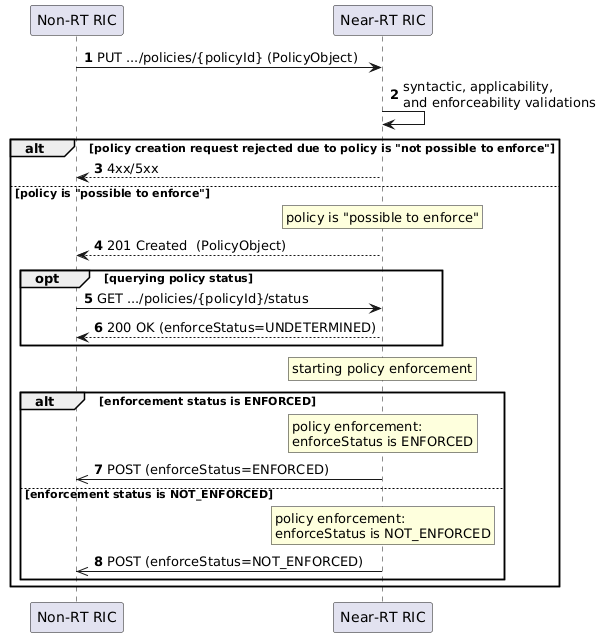 Non-RT RIC
Near-RT RIC
1 PUT .../policies/{policyId} (PolicyObject)
2 syntactic, applicability,
and enforceability validations
alt [policy creation request rejected due to policy is "not possible to enforce"]
3 4xx/5xx
[policy is "possible to enforce"]
policy is "possible to enforce"
4 201 Created (PolicyObject)
opt [querying policy status]
5 GET .../policies/{policyId}/status
6 200 OK (enforceStatus=UNDETERMINED)
starting policy enforcement
alt [enforcement status is ENFORCED]
policy enforcement:
enforceStatus is ENFORCED
7 POST (enforceStatus=ENFORCED)
[enforcement status is NOT_ENFORCED]
policy enforcement:
enforceStatus is NOT_ENFORCED
8 POST (enforceStatus=NOT_ENFORCED)
Non-RT RIC
Near-RT RIC